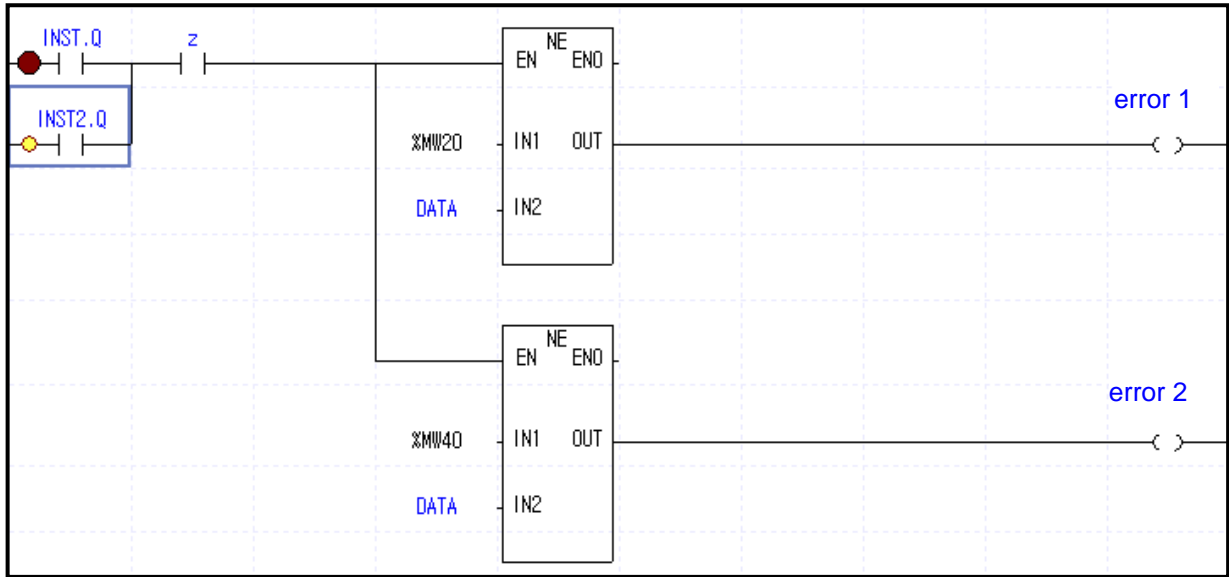 INST.Q
z
NE
EN ENO
error 1
INST2.Q
%MW20
IN1 OUT
DATA
IN2
NE
EN ENO
error 2
%MW40
IN1 OUT
DATA
IN2